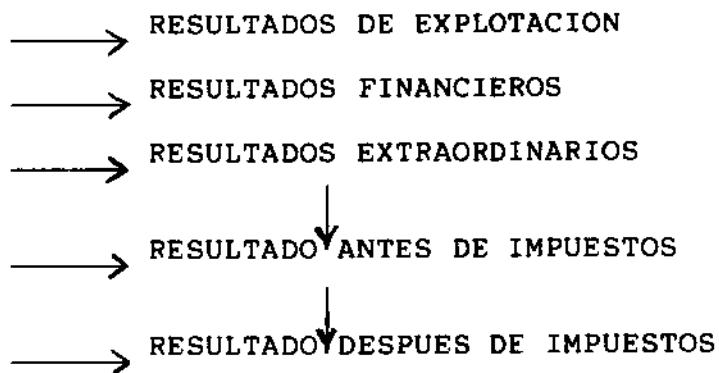 RESULTADOS DE EXPLOTACION
RESULTADOS FINANCIEROS
RESULTADOS EXTRAORDINARIOS
RESULTADO ANTES DE IMPUESTOS
RESULTADO DESPUES DE IMPUESTOS